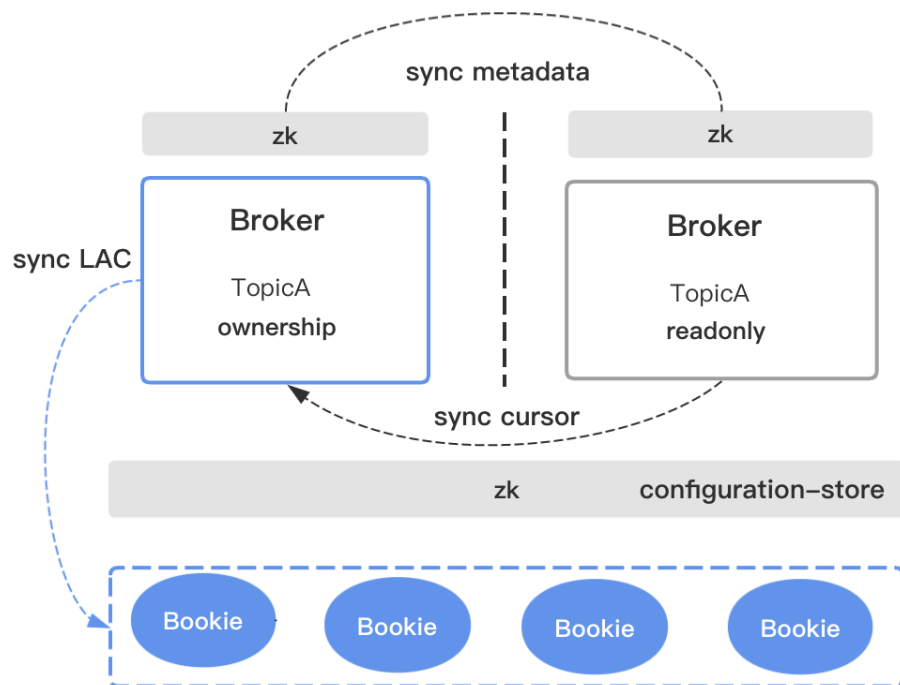 sync metadata
zk
zk
Broker
Broker
sync LAC
TopicA
TopicA
ownership
readonly
sync cursor
zk configuration-store
Bookie
Bookie
Bookie
Bookie